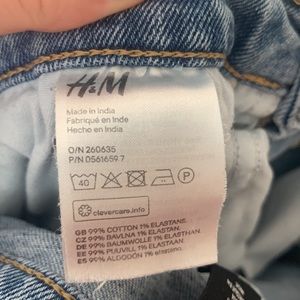 H&M
Made in India
Fabriqué en Inde
Hecho en India
O/N 260635
P/N 0561659 7
40
P
clevercare.info
GB 99% COTTON 1% ELASTANE.
CZ 99% BAVLNA 1% ELASTAN.
DE 99% BAUMWOLLE 1% ELASTHAN.
EE 99% PUUVILL 1% ELASTAAN.
ES 99% ALGODÓN 1% ELASTANO.